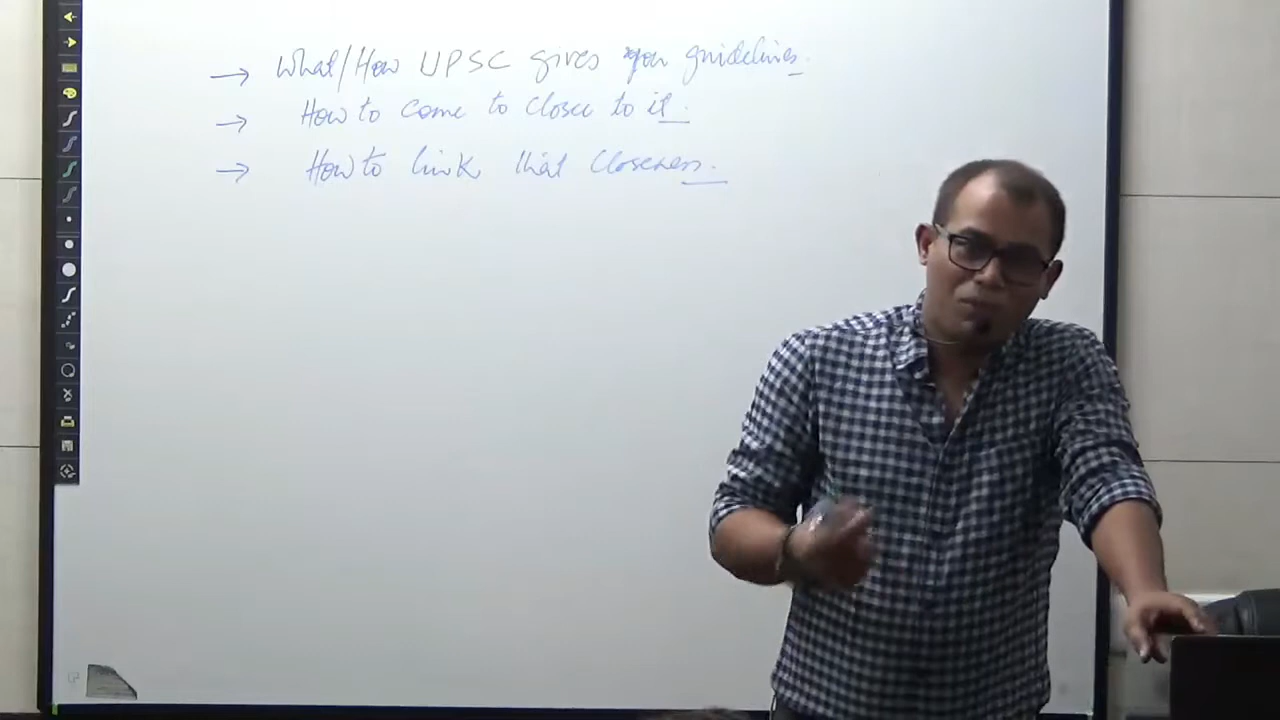 → What/How UPSC gives you guidelines.
→ How to come to closer to it.
→ How to link that closeness.